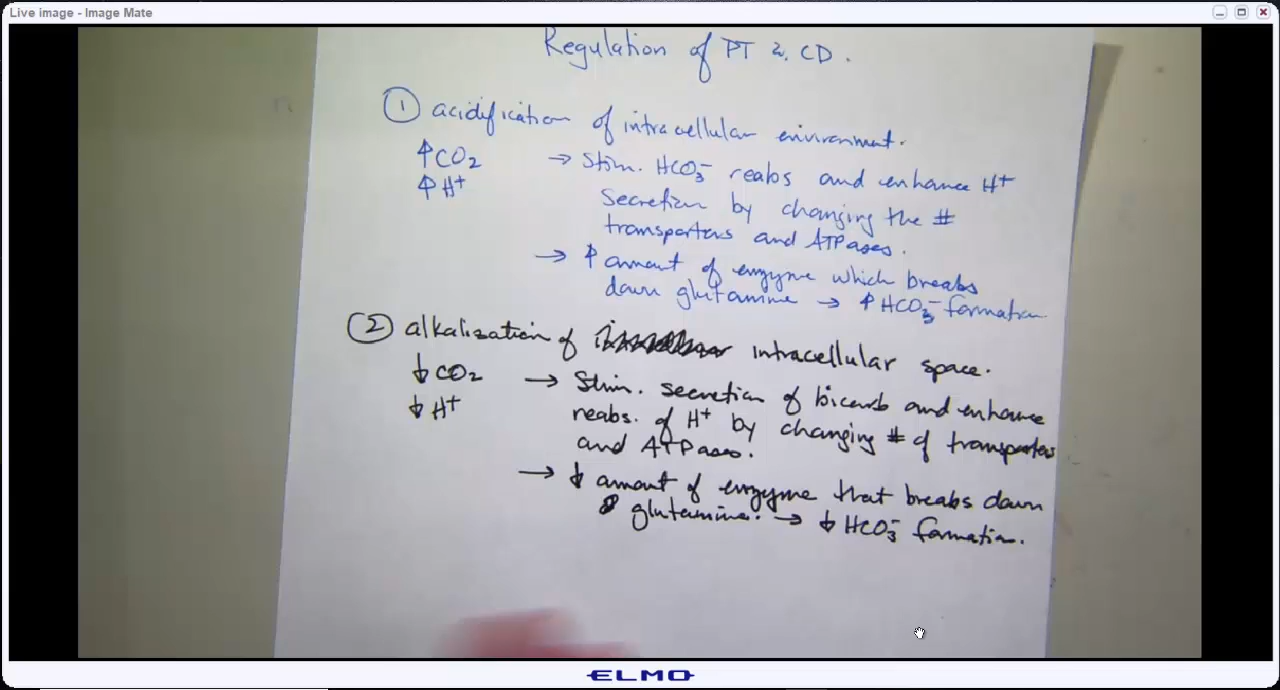 Live image - Image Mate
Regulation of PT & CD.
① acidification of intracellular environment.
↑CO₂ → Stim. HCO₃⁻ reabs and enhance H⁺
↑H⁺ secretion by changing the #
transporters and ATPases.
→ ↑ amount of enzyme which breaks
down glutamine → ↑ HCO₃⁻ formation
② alkalization of intracellular space.
↓CO₂ → Stim. secretion of bicarb and enhance
↓H⁺ reabs. of H⁺ by changing # of transporters
and ATPases.
→ ↓ amount of enzyme that breaks down
glutamine. → ↓ HCO₃⁻ formation.
ELMO